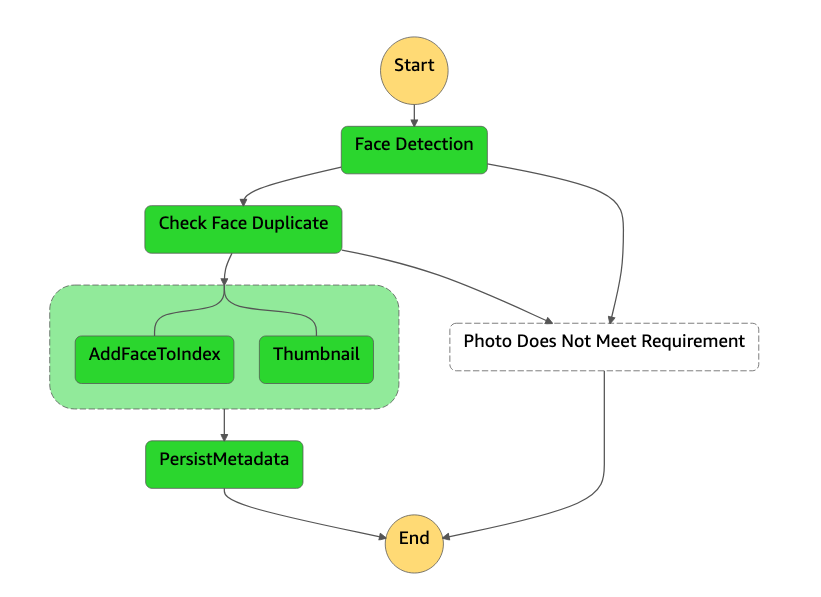 Start
Face Detection
Check Face Duplicate
Photo Does Not Meet Requirement
AddFaceToIndex
Thumbnail
PersistMetadata
End